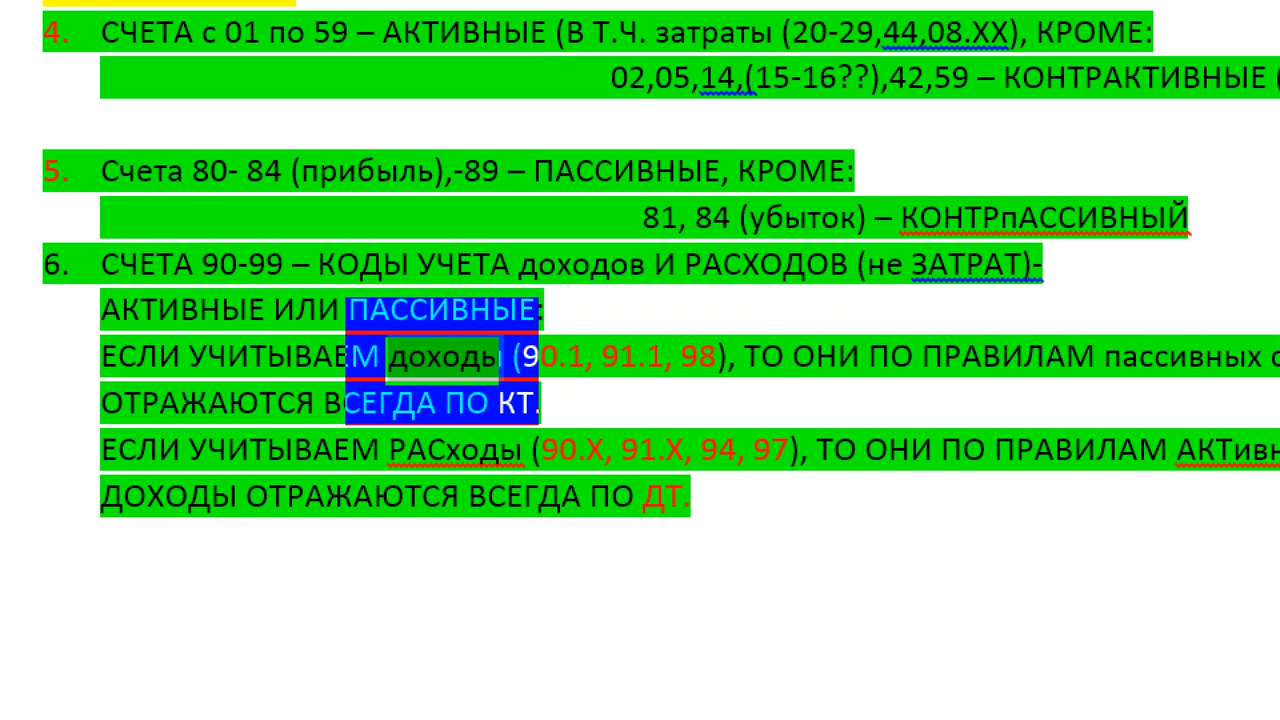 4. СЧЕТА с 01 по 59 – АКТИВНЫЕ (В Т.Ч. затраты (20-29,44,08.ХХ), КРОМЕ:
02,05,14,(15-16??),42,59 – КОНТРАКТИВНЫЕ (
5. Счета 80- 84 (прибыль),-89 – ПАССИВНЫЕ, КРОМЕ:
81, 84 (убыток) – КОНТРпАССИВНЫЙ
6. СЧЕТА 90-99 – КОДЫ УЧЕТА доходов И РАСХОДОВ (не ЗАТРАТ)-
АКТИВНЫЕ ИЛИ ПАССИВНЫЕ:
ЕСЛИ УЧИТЫВАЕМ доходы (90.1, 91.1, 98), ТО ОНИ ПО ПРАВИЛАМ пассивных
ОТРАЖАЮТСЯ ВСЕГДА ПО КТ.
ЕСЛИ УЧИТЫВАЕМ РАСходы (90.Х, 91.Х, 94, 97), ТО ОНИ ПО ПРАВИЛАМ
ДОХОДЫ ОТРАЖАЮТСЯ ВСЕГДА ПО ДТ.